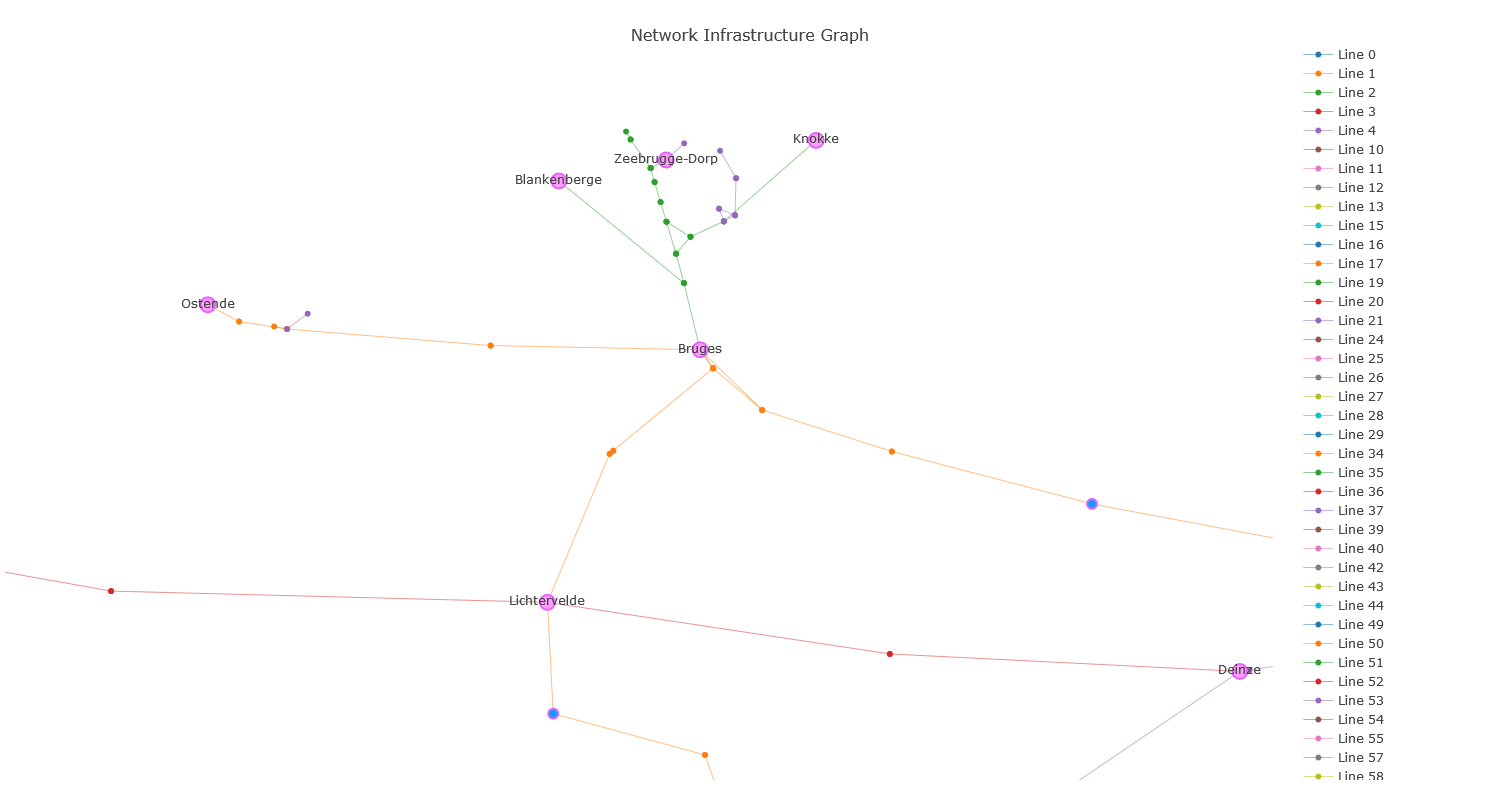 Network Infrastructure Graph
Knokke
Zeebrugge-Dorp
Blankenberge
Ostende
Bruges
Lichtervelde
Deinze
Line 0
Line 1
Line 2
Line 3
Line 4
Line 10
Line 11
Line 12
Line 13
Line 15
Line 16
Line 17
Line 19
Line 20
Line 21
Line 24
Line 25
Line 26
Line 27
Line 28
Line 29
Line 34
Line 35
Line 36
Line 37
Line 39
Line 40
Line 42
Line 43
Line 44
Line 49
Line 50
Line 51
Line 52
Line 53
Line 54
Line 55
Line 57
Line 58